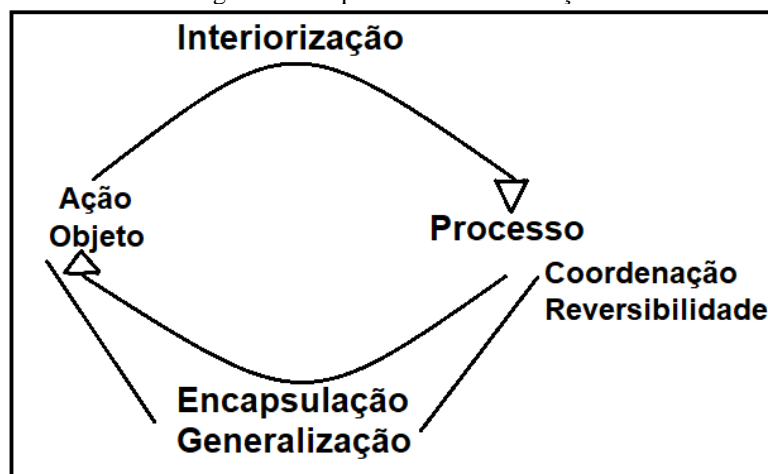 Interiorização
Ação
Objeto
Processo
Coordenação
Reversibilidade
Encapsulação
Generalização